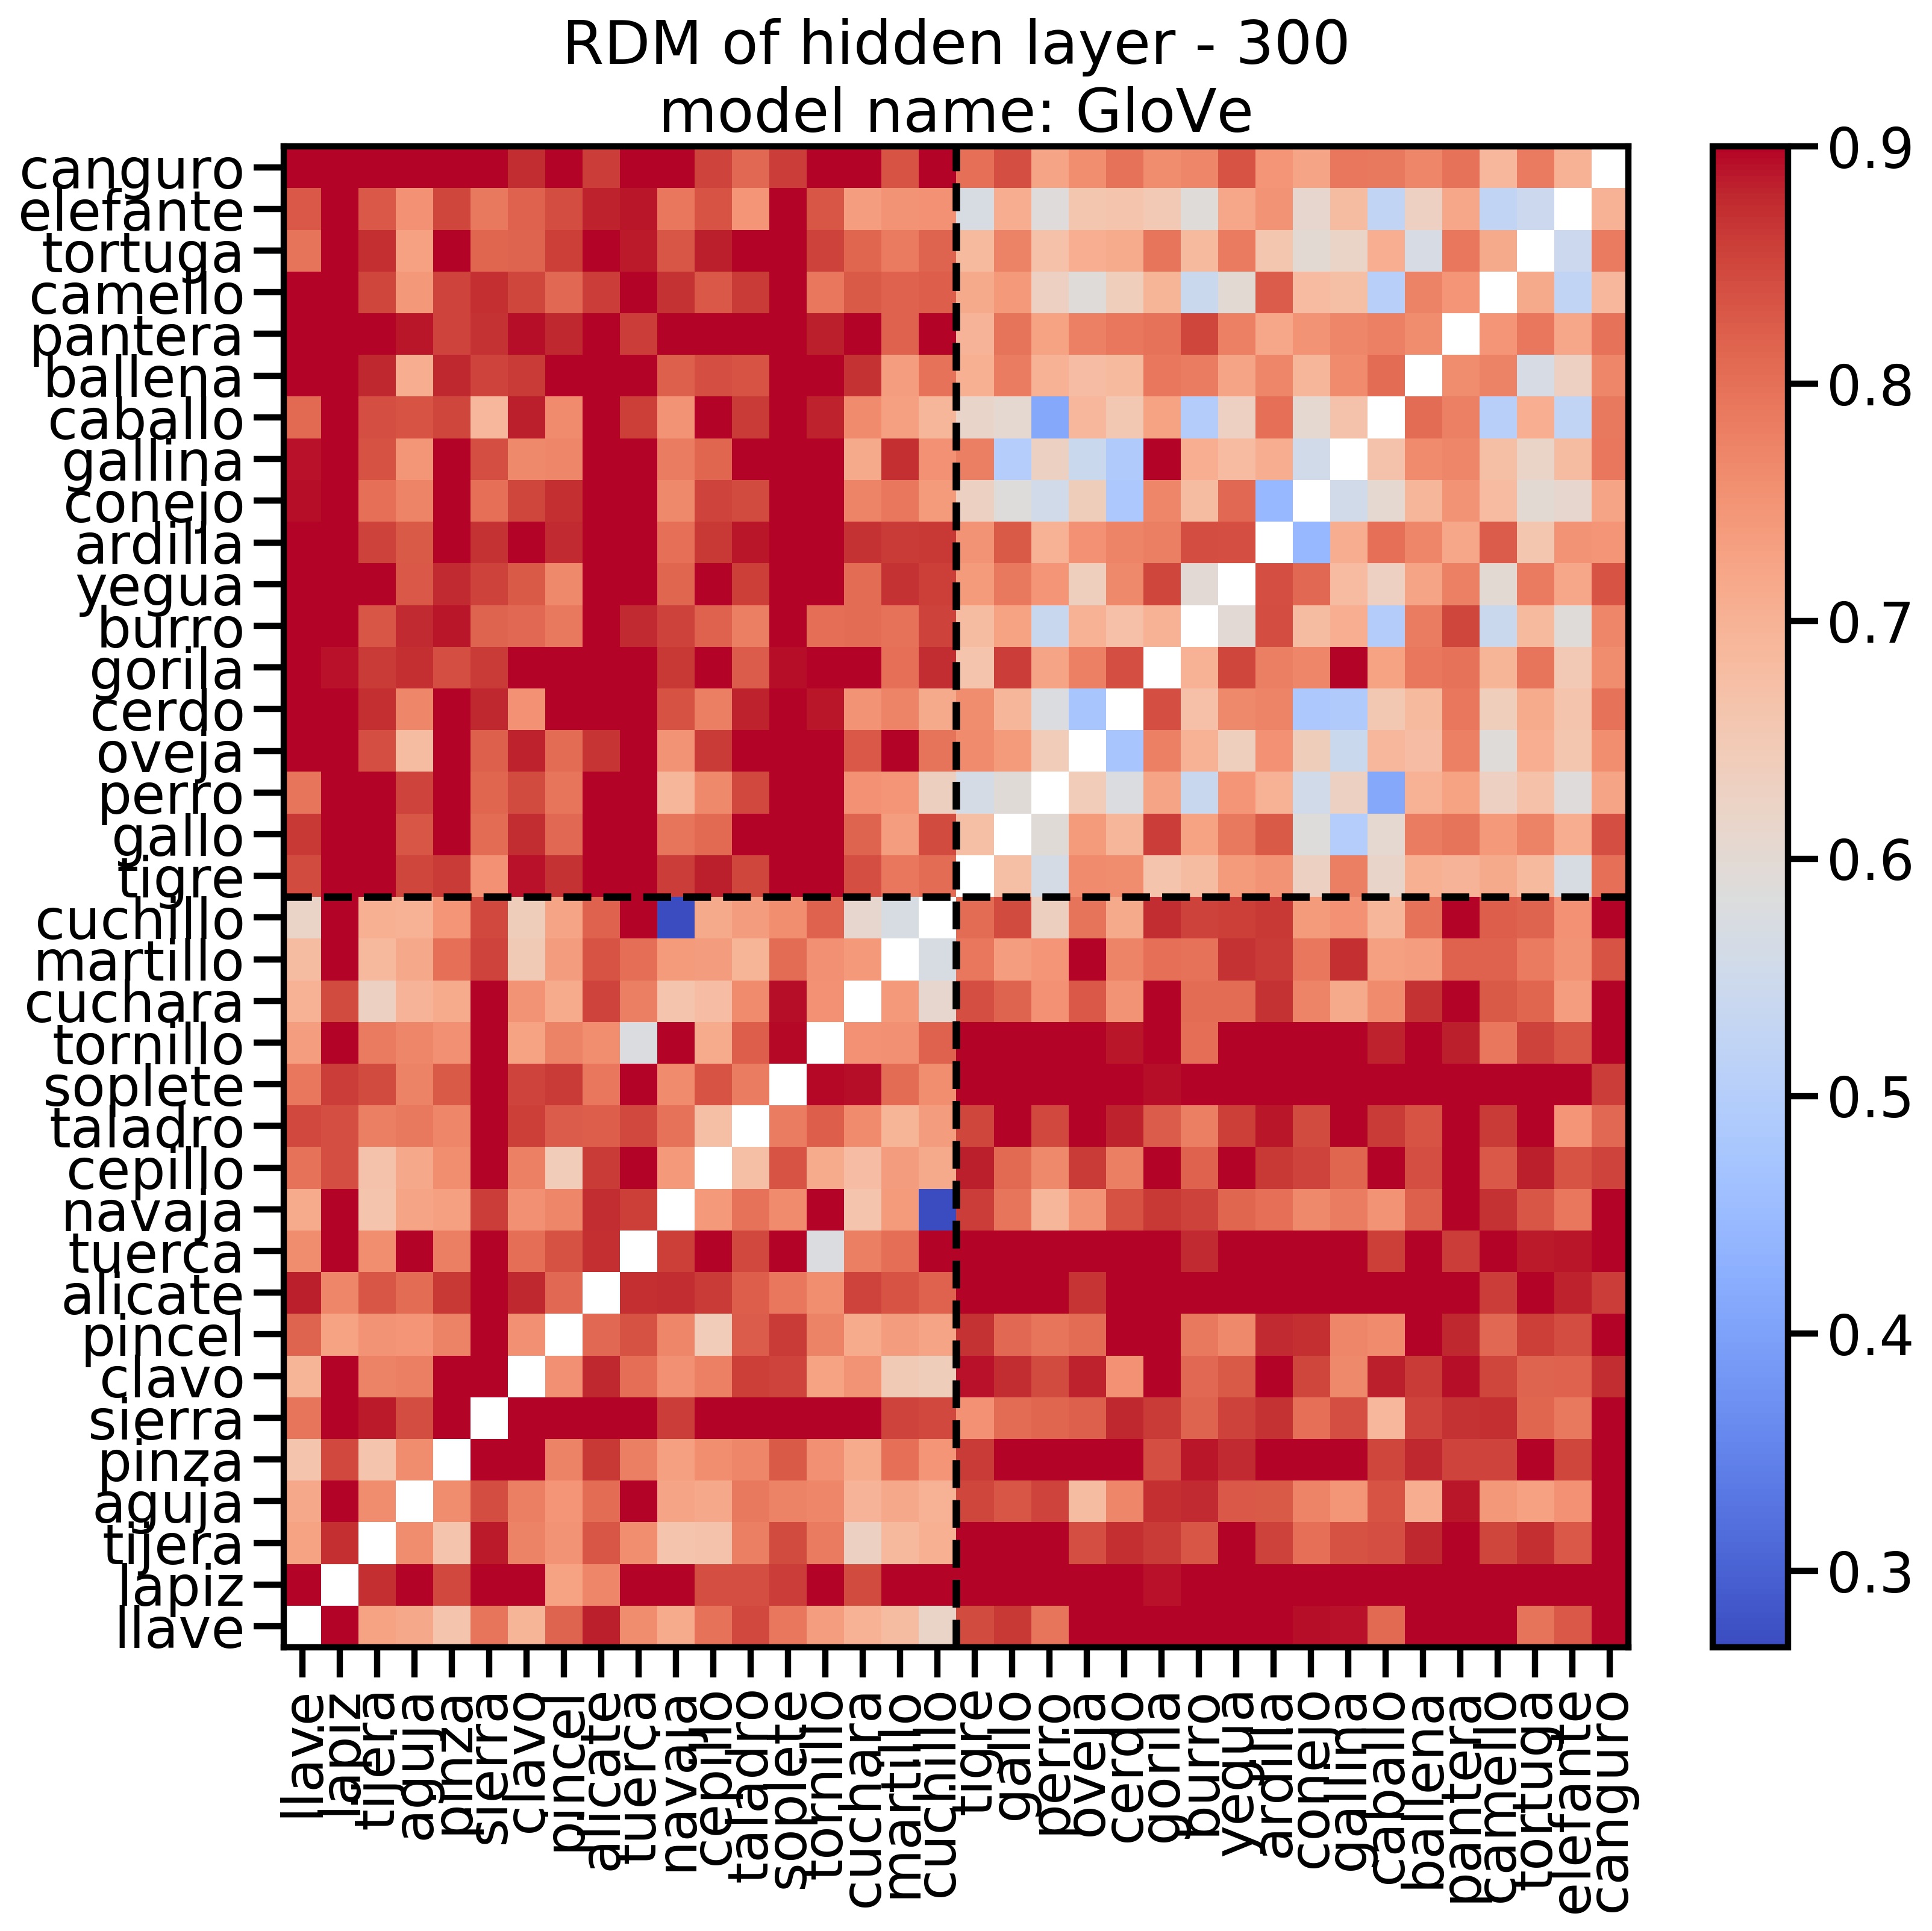 RDM of hidden layer - 300
model name: GloVe
canguro
elefante
tortuga
camello
pantera
ballena
caballo
gallina
conejo
ardilla
yegua
burro
gorila
cerdo
oveja
perro
gallo
tigre
cuchillo
martillo
cuchara
tornillo
soplete
taladro
cepillo
navaja
tuerca
alicate
pincel
clavo
sierra
pinza
aguja
tijera
lapiz
llave
llave
lapiz
tijera
aguja
pinza
sierra
clavo
pincel
alicate
tuerca
navaja
cepillo
taladro
soplete
tornillo
cuchara
martillo
cuchillo
tigre
gallo
perro
oveja
cerdo
gorila
burro
yegua
ardilla
conejo
gallina
caballo
ballena
pantera
camello
tortuga
elefante
canguro
0.9
0.8
0.7
0.6
0.5
0.4
0.3